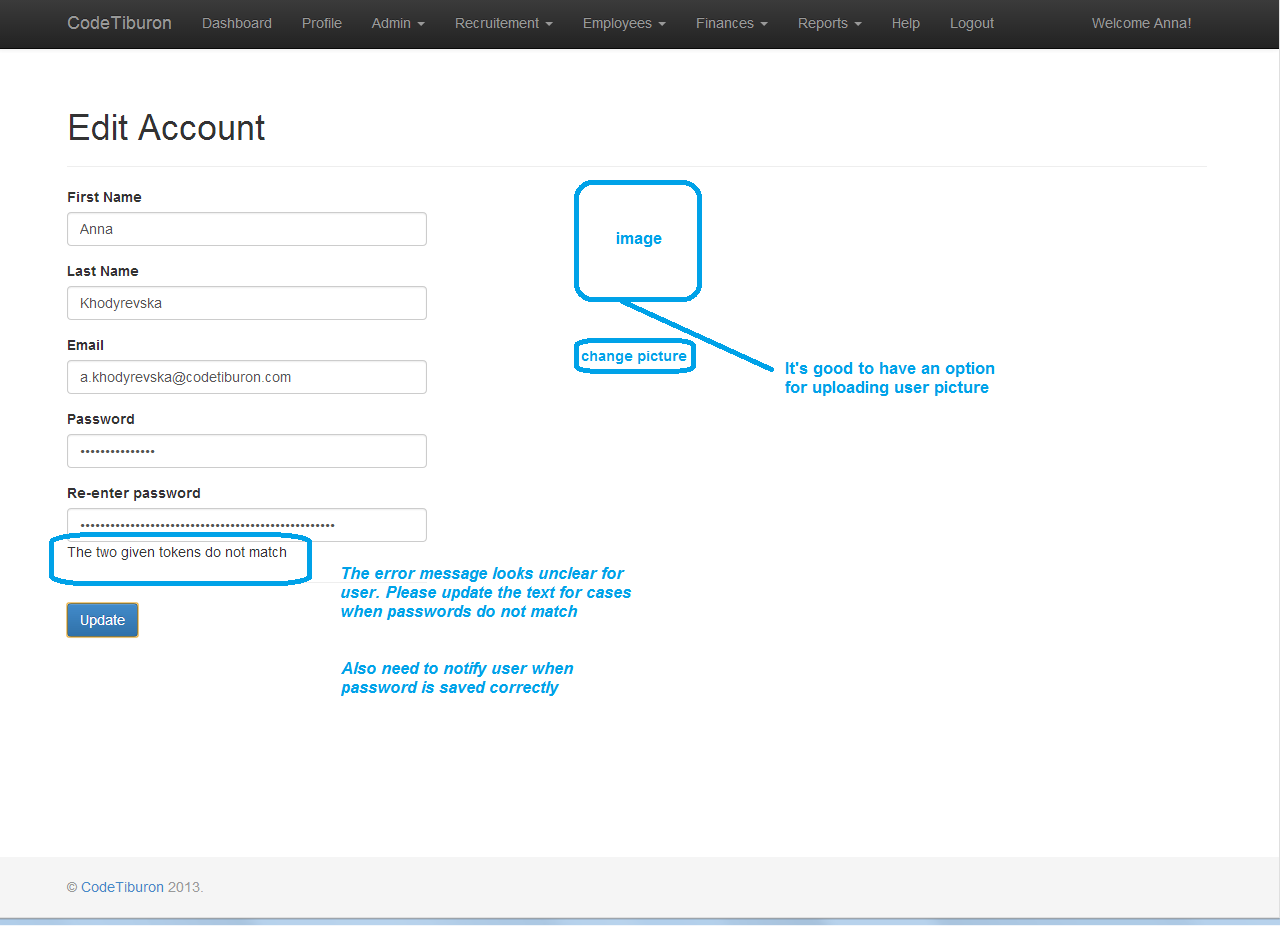 CodeTiburon Dashboard Profile Admin Recruitement Employees Finances Reports Help Logout Welcome Anna!
Edit Account
First Name
Anna
Last Name
Khodyrevska
Email
a.khodyrevska@codetiburon.com
Password
•••••••••••••••
Re-enter password
•••••••••••••••••••••••••••••••••••••••••••••••••••
The two given tokens do not match
Update
image
change picture
It's good to have an option
for uploading user picture
The error message looks unclear for
user. Please update the text for cases
when passwords do not match
Also need to notify user when
password is saved correctly
© CodeTiburon 2013.